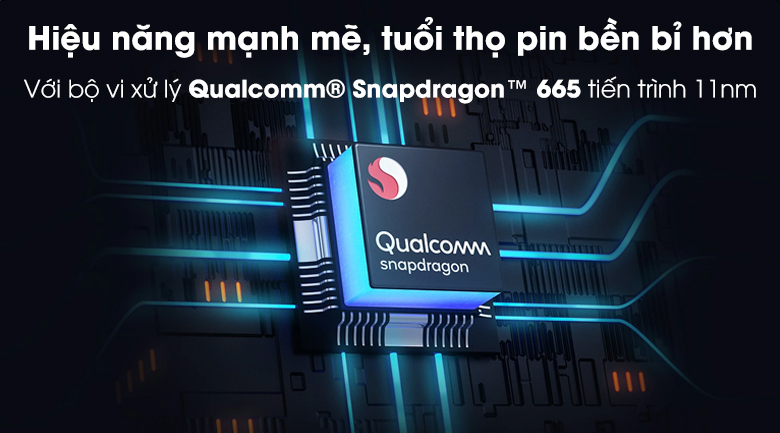 Hiệu năng mạnh mẽ, tuổi thọ pin bền bỉ hơn
Với bộ vi xử lý Qualcomm® Snapdragon™ 665 tiến trình 11nm
Qualcomm
snapdragon